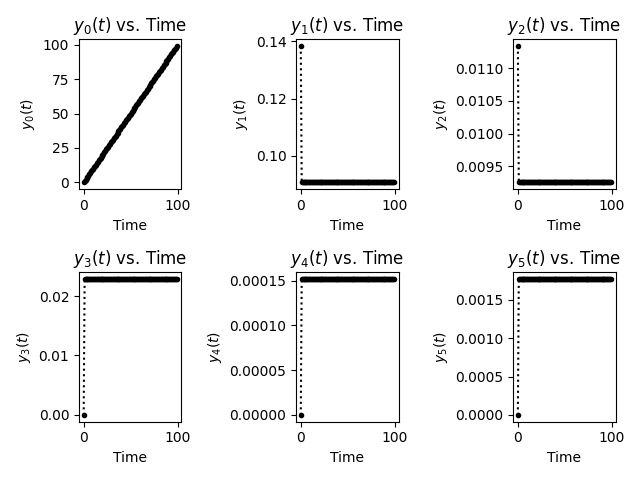 y₀(t) vs. Time
y₁(t) vs. Time
y₂(t) vs. Time
100
75
50
25
0
y₀(t)
0 100
Time
0.14
0.12
0.10
y₁(t)
0 100
Time
0.0110
0.0105
0.0100
0.0095
y₂(t)
0 100
Time
y₃(t) vs. Time
y₄(t) vs. Time
y₅(t) vs. Time
0.02
0.01
0.00
y₃(t)
0 100
Time
0.00015
0.00010
0.00005
0.00000
y₄(t)
0 100
Time
0.0015
0.0010
0.0005
0.0000
y₅(t)
0 100
Time